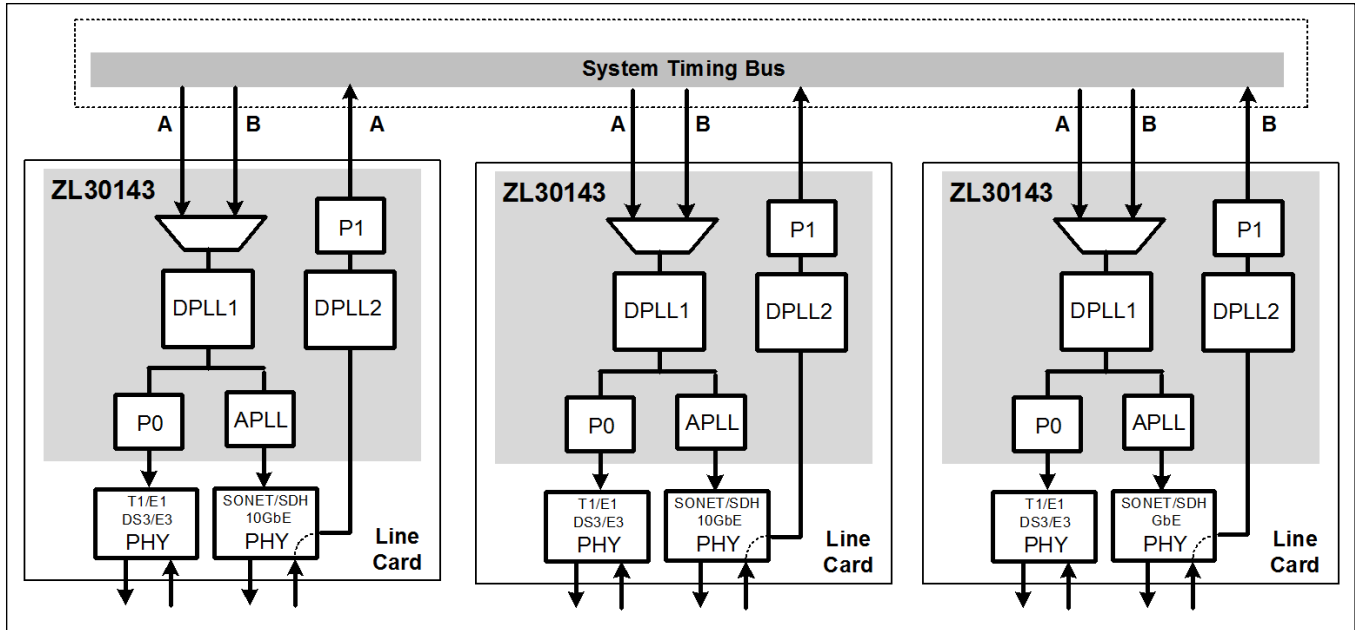 System Timing Bus
A
B
A
A
B
A
B
B
ZL30143
P1
DPLL1
DPLL2
P0
APLL
T1/E1
DS3/E3
PHY
SONET/SDH
10GbE
PHY
Line
Card
ZL30143
P1
DPLL1
DPLL2
P0
APLL
T1/E1
DS3/E3
PHY
SONET/SDH
10GbE
PHY
Line
Card
ZL30143
P1
DPLL1
DPLL2
P0
APLL
T1/E1
DS3/E3
PHY
SONET/SDH
GbE
PHY
Line
Card